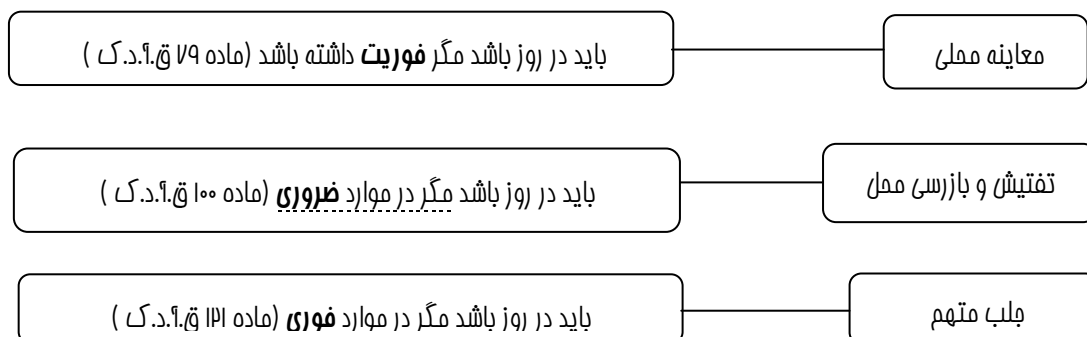 معاینه محلی
باید در روز باشد مگر فوریت داشته باشد (ماده ۷۹ ق.آ.د.ک )
تفتیش و بازرسی محل
باید در روز باشد مگر در موارد ضروری (ماده ۱۰۰ ق.آ.د.ک )
جلب متهم
باید در روز باشد مگر در موارد فوری (ماده ۱۲۱ ق.آ.د.ک )